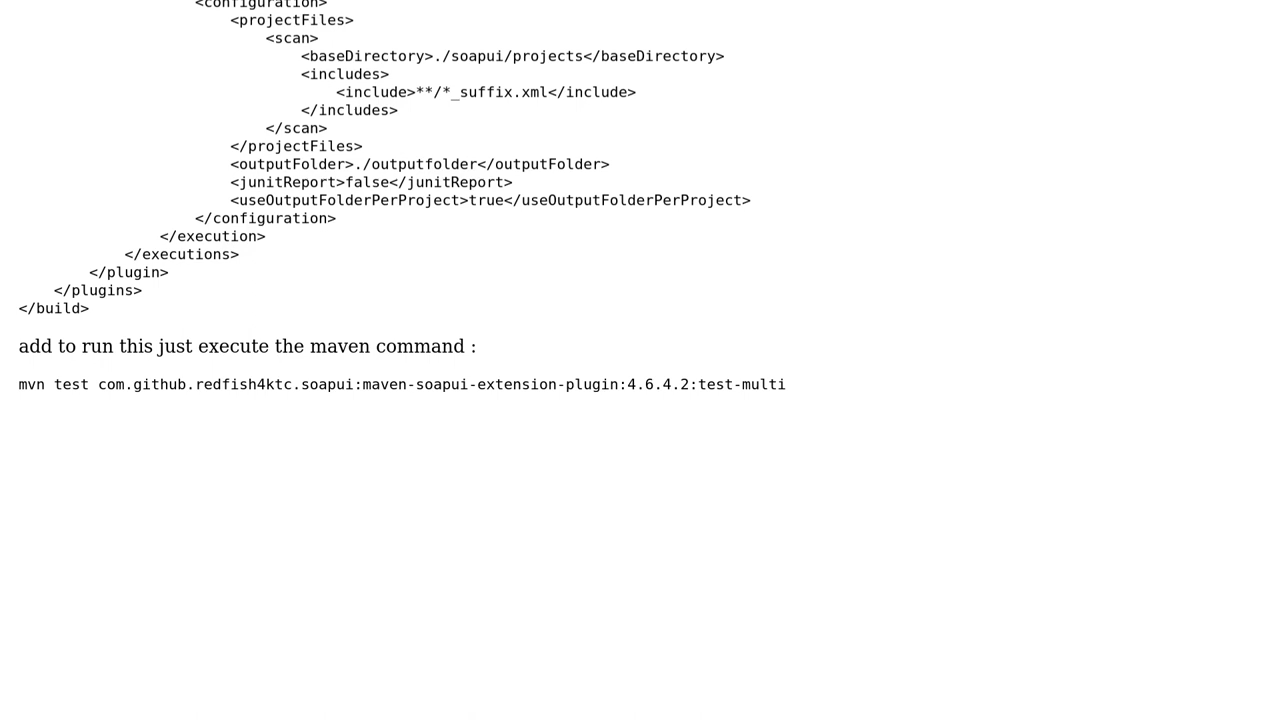 <configuration>
<projectFiles>
<scan>
<baseDirectory>./soapui/projects</baseDirectory>
<includes>
<include>**/*_suffix.xml</include>
</includes>
</scan>
</projectFiles>
<outputFolder>./outputfolder</outputFolder>
<junitReport>false</junitReport>
<useOutputFolderPerProject>true</useOutputFolderPerProject>
</configuration>
</execution>
</executions>
</plugin>
</plugins>
</build>
add to run this just execute the maven command :
mvn test com.github.redfish4ktc.soapui:maven-soapui-extension-plugin:4.6.4.2:test-multi